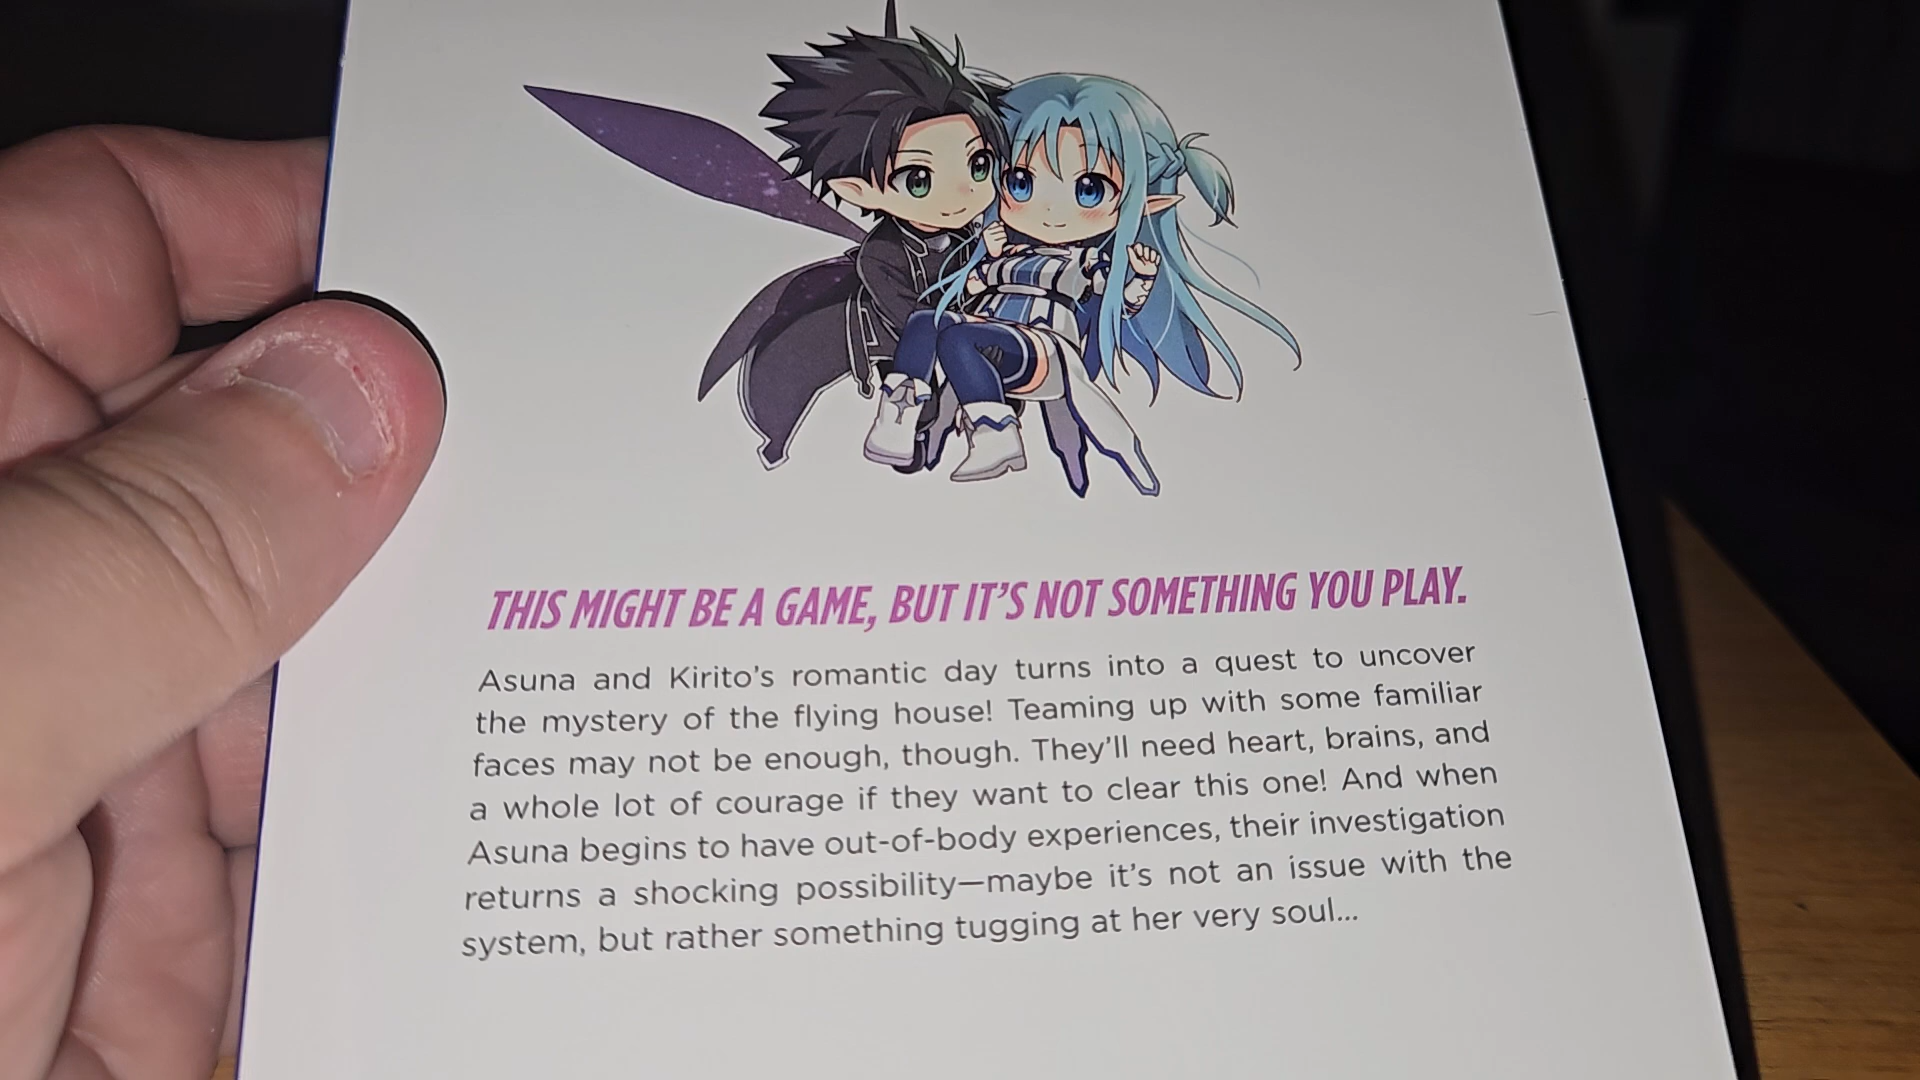 THIS MIGHT BE A GAME, BUT IT'S NOT SOMETHING YOU PLAY.
Asuna and Kirito's romantic day turns into a quest to uncover
the mystery of the flying house! Teaming up with some familiar
faces may not be enough, though. They'll need heart, brains, and
a whole lot of courage if they want to clear this one! And when
Asuna begins to have out-of-body experiences, their investigation
returns a shocking possibility—maybe it's not an issue with the
system, but rather something tugging at her very soul...